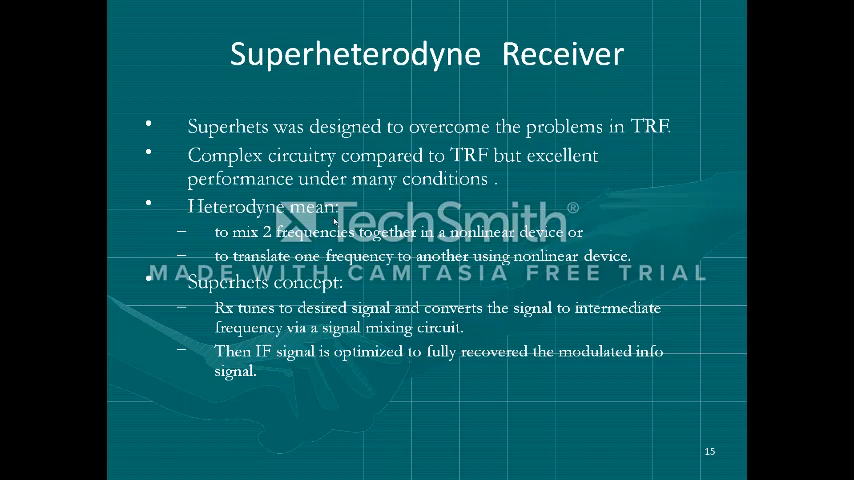 Superheterodyne Receiver
• Superhets was designed to overcome the problems in TRF.
• Complex circuitry compared to TRF but excellent
performance under many conditions .
• Heterodyne mean:
– to mix 2 frequencies together in a nonlinear device or
– to translate one frequency to another using nonlinear device.
• Superhets concept:
– Rx tunes to desired signal and converts the signal to intermediate
frequency via a signal mixing circuit.
– Then IF signal is optimized to fully recovered the modulated info
signal.
TechSmith®
MADE WITH CAMTASIA FREE TRIAL
15